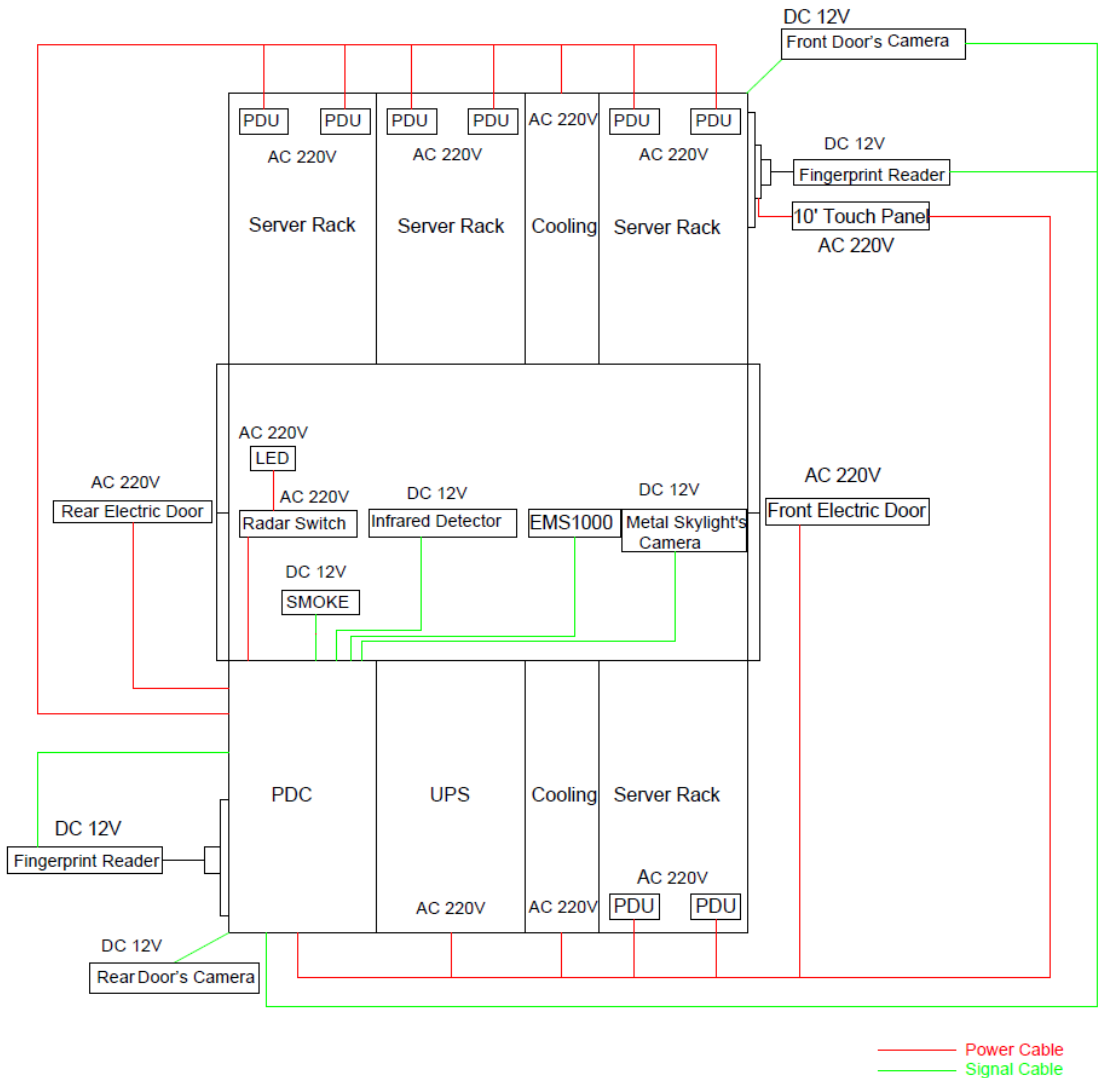 DC 12V
Front Door's Camera
PDU PDU PDU PDU AC 220V PDU PDU
AC 220V AC 220V AC 220V
DC 12V
Fingerprint Reader
Server Rack Server Rack Cooling Server Rack
10' Touch Panel
AC 220V
AC 220V
LED
AC 220V
Rear Electric Door
AC 220V
Radar Switch
DC 12V
Infrared Detector
EMS1000
DC 12V
Metal Skylight's
Camera
AC 220V
Front Electric Door
DC 12V
SMOKE
PDC UPS Cooling Server Rack
DC 12V
Fingerprint Reader
AC 220V
AC 220V AC 220V PDU PDU
DC 12V
Rear Door's Camera
Power Cable
Signal Cable